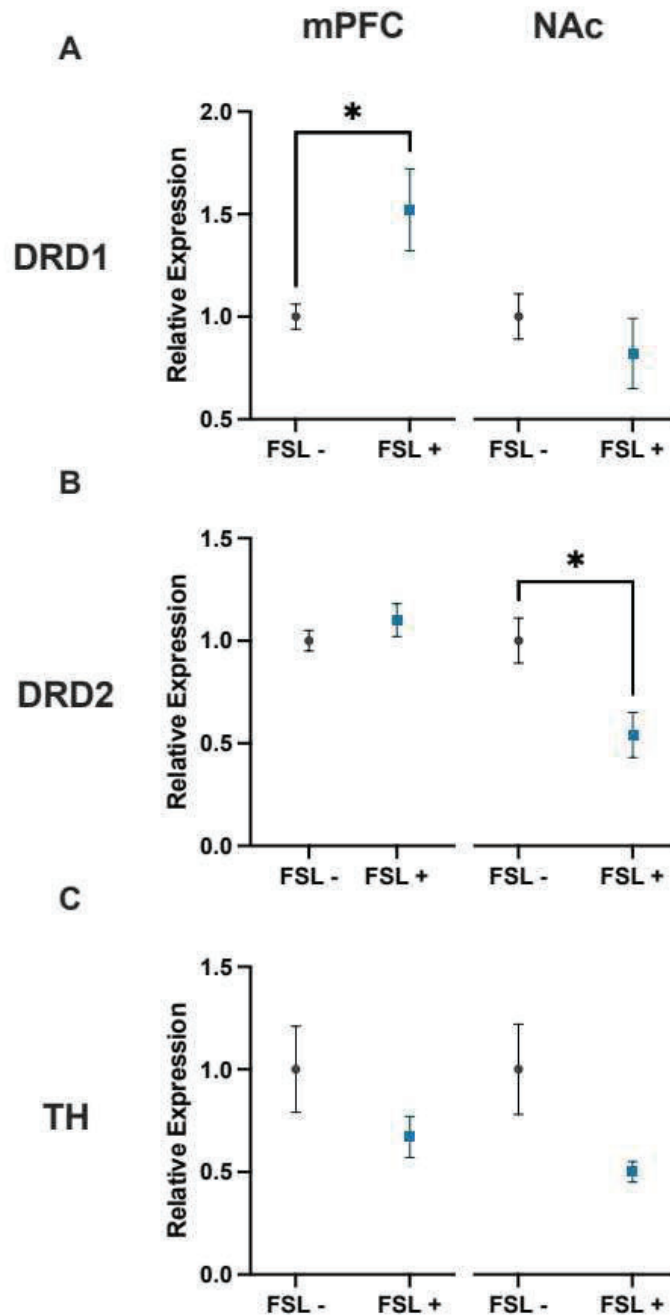 mPFC NAc
A
DRD1
Relative Expression
2.0
1.5
1.0
0.5
*
FSL - FSL + FSL - FSL +
B
DRD2
Relative Expression
1.5
1.0
0.5
0.0
*
FSL - FSL + FSL - FSL +
C
TH
Relative Expression
1.5
1.0
0.5
0.0
FSL - FSL + FSL - FSL +